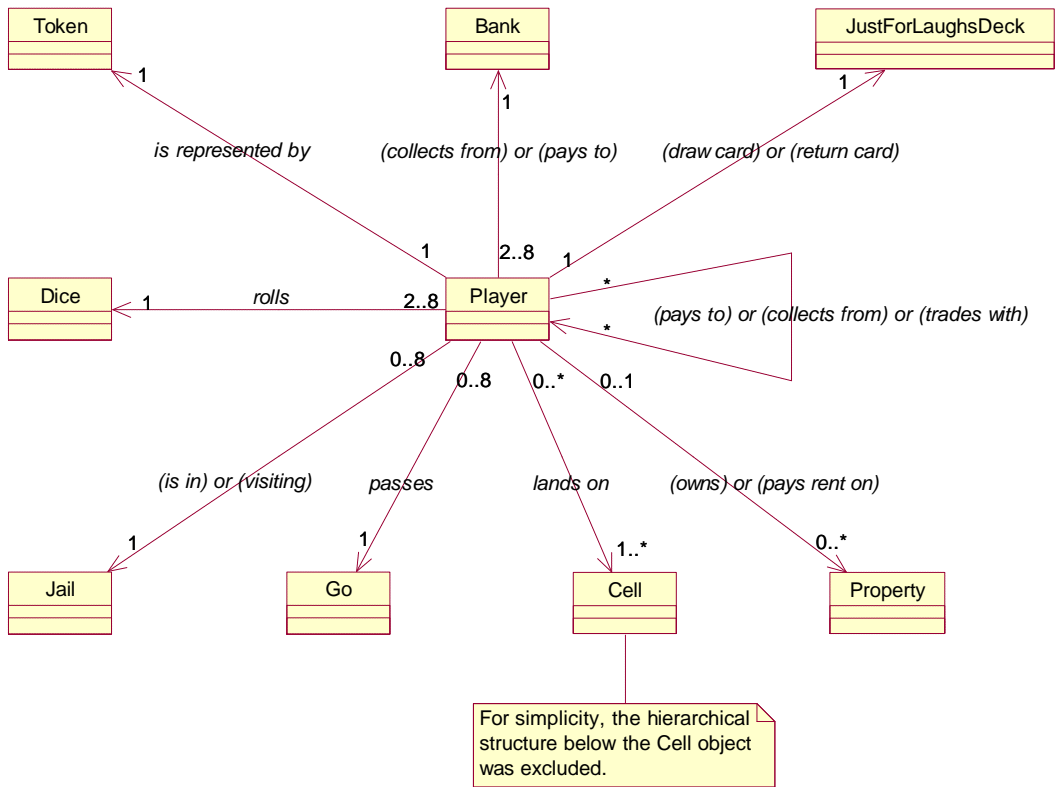 Token
Bank
JustForLaughsDeck
1
1
1
is represented by
(collects from) or (pays to)
(draw card) or (return card)
1
2..8
1
Dice
1
rolls
2..8
Player
*
*
(pays to) or (collects from) or (trades with)
0..8
0..8
0..*
0..1
(is in) or (visiting)
passes
lands on
(owns) or (pays rent on)
1
1
1..*
0..*
Jail
Go
Cell
Property
For simplicity, the hierarchical
structure below the Cell object
was excluded.